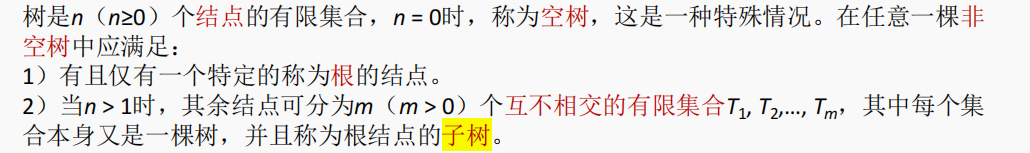 树是n（n≥0）个结点的有限集合，n = 0时，称为空树，这是一种特殊情况。在任意一棵非
空树中应满足：
1）有且仅有一个特定的称为根的结点。
2）当n > 1时，其余结点可分为m（m > 0）个互不相交的有限集合T1, T2,…, Tm，其中每个集
合本身又是一棵树，并且称为根结点的子树。